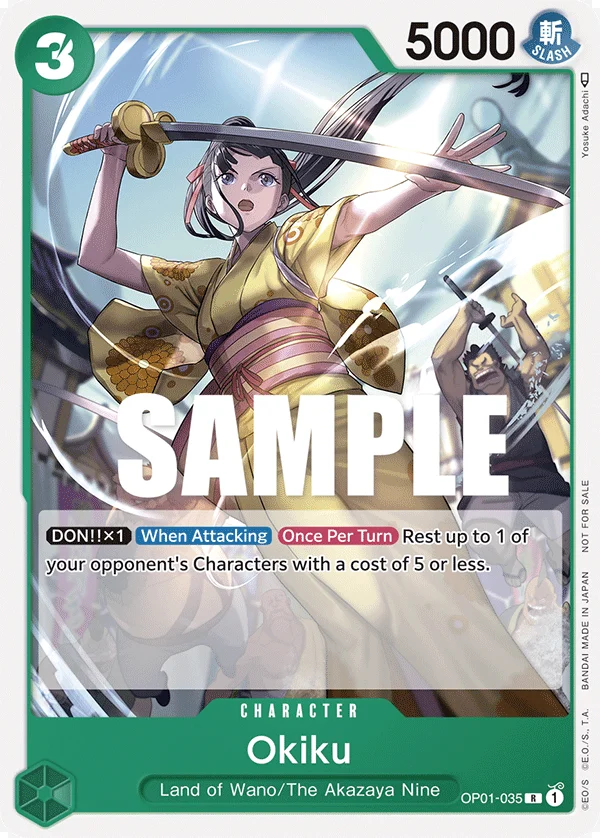 3
5000
斬
SLASH
Yosuke Adachi
SAMPLE
DON!!×1 When Attacking Once Per Turn Rest up to 1 of
your opponent's Characters with a cost of 5 or less.
©EO/S ©E.O./S., T.A. BANDAI MADE IN JAPAN NOT FOR SALE
CHARACTER
Okiku
Land of Wano/The Akazaya Nine
OP01-035 R 1